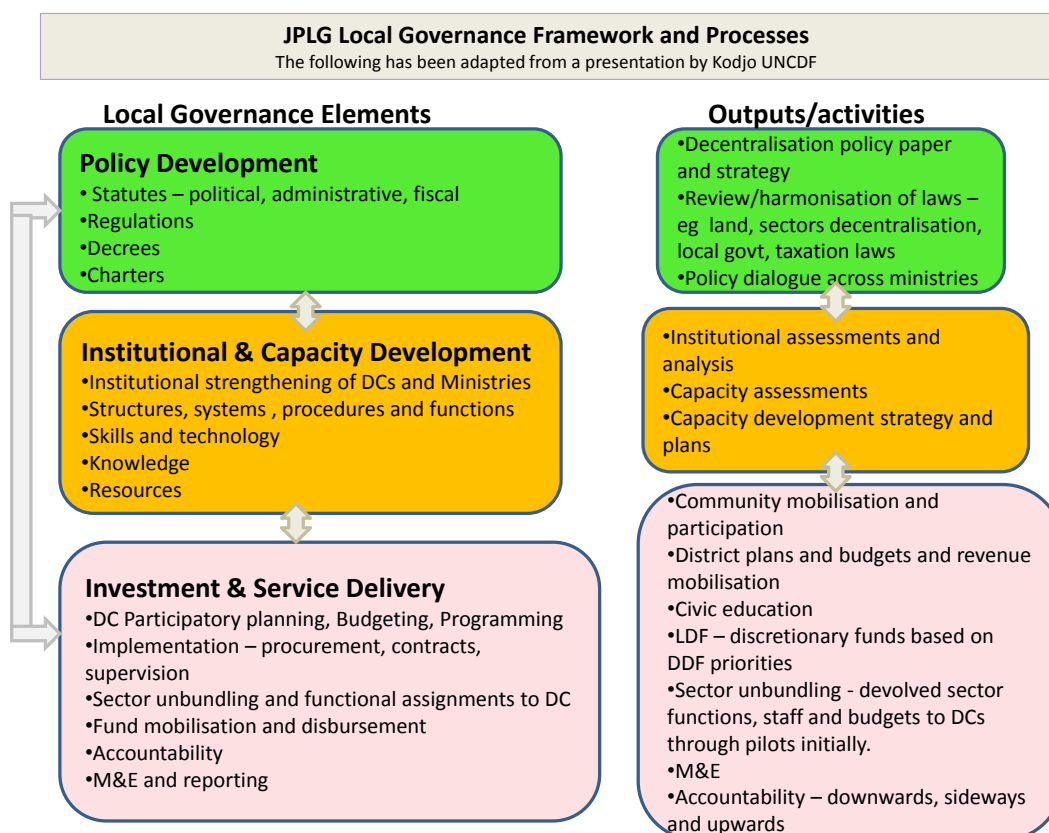 JPLG Local Governance Framework and Processes
The following has been adapted from a presentation by Kodjo UNCDF
Local Governance Elements
Policy Development
• Statutes – political, administrative, fiscal
•Regulations
•Decrees
•Charters
Institutional & Capacity Development
•Institutional strengthening of DCs and Ministries
•Structures, systems , procedures and functions
•Skills and technology
•Knowledge
•Resources
Investment & Service Delivery
•DC Participatory planning, Budgeting, Programming
•Implementation – procurement, contracts,
supervision
•Sector unbundling and functional assignments to DC
•Fund mobilisation and disbursement
•Accountability
•M&E and reporting
Outputs/activities
•Decentralisation policy paper
and strategy
•Review/harmonisation of laws –
eg land, sectors decentralisation,
local govt, taxation laws
•Policy dialogue across ministries
•Institutional assessments and
analysis
•Capacity assessments
•Capacity development strategy and
plans
•Community mobilisation and
participation
•District plans and budgets and revenue
mobilisation
•Civic education
•LDF – discretionary funds based on
DDF priorities
•Sector unbundling - devolved sector
functions, staff and budgets to DCs
through pilots initially.
•M&E
•Accountability – downwards, sideways
and upwards